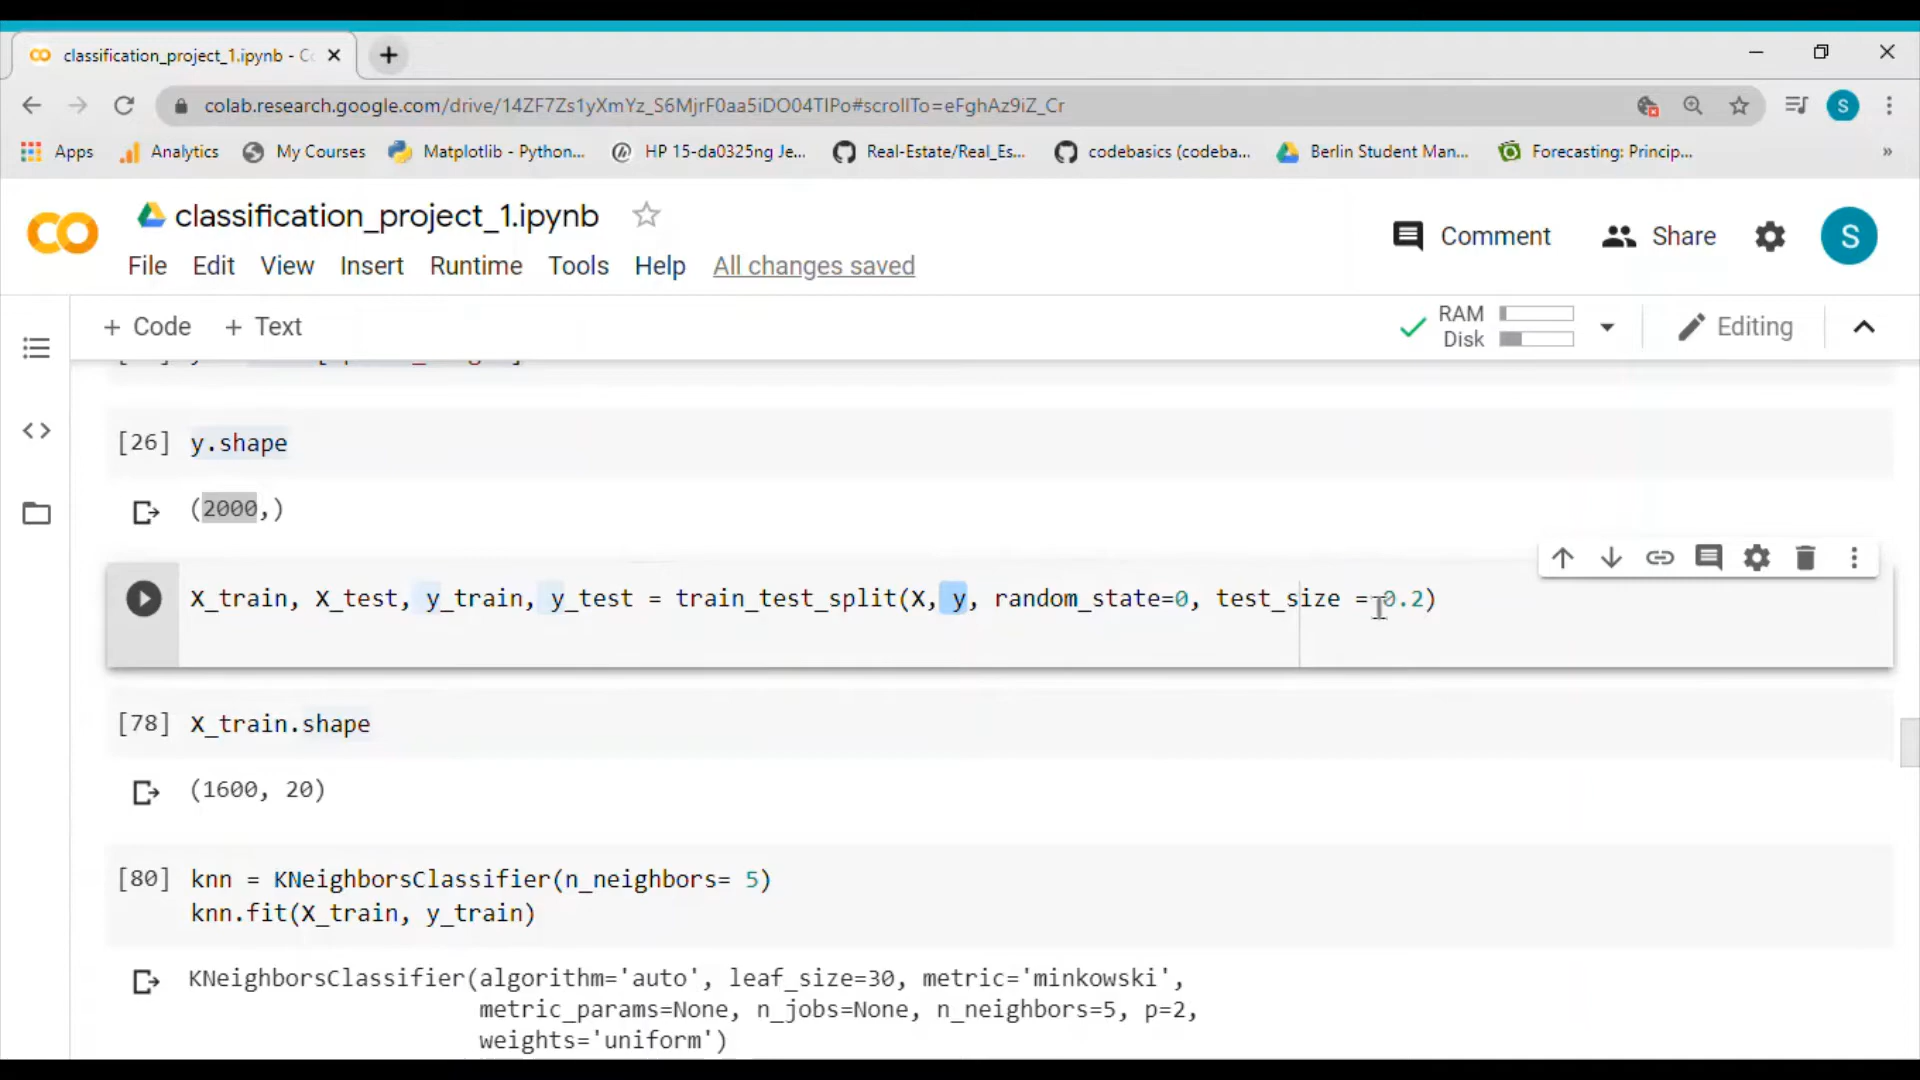 classification_project_1.ipynb - Co
colab.research.google.com/drive/14ZF7Zs1yXmYz_S6MjrF0aa5iDO04TIPo#scrollTo=eFghAz9iZ_Cr
S
Apps
Analytics
My Courses
Matplotlib - Python...
HP 15-da0325ng Je...
Real-Estate/Real_Es...
codebasics (codeba...
Berlin Student Man...
Forecasting: Princip...
»
classification_project_1.ipynb
Comment
Share
S
File Edit View Insert Runtime Tools Help All changes saved
+ Code + Text
RAM
Disk
Editing
[26] y.shape
(2000,)
X_train, X_test, y_train, y_test = train_test_split(X, y, random_state=0, test_size = 0.2)
[78] X_train.shape
(1600, 20)
[80] knn = KNeighborsClassifier(n_neighbors= 5)
knn.fit(X_train, y_train)
KNeighborsClassifier(algorithm='auto', leaf_size=30, metric='minkowski',
metric_params=None, n_jobs=None, n_neighbors=5, p=2,
weights='uniform')